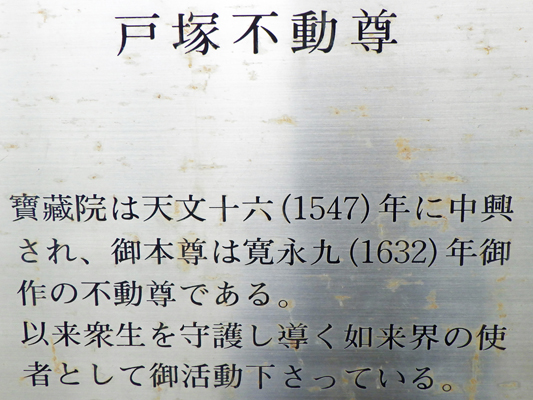 戸塚不動尊
寶藏院は天文十六(1547)年に中興
され、御本尊は寛永九(1632)年御
作の不動尊である。
以来衆生を守護し導く如来界の使
者として御活動下さっている。